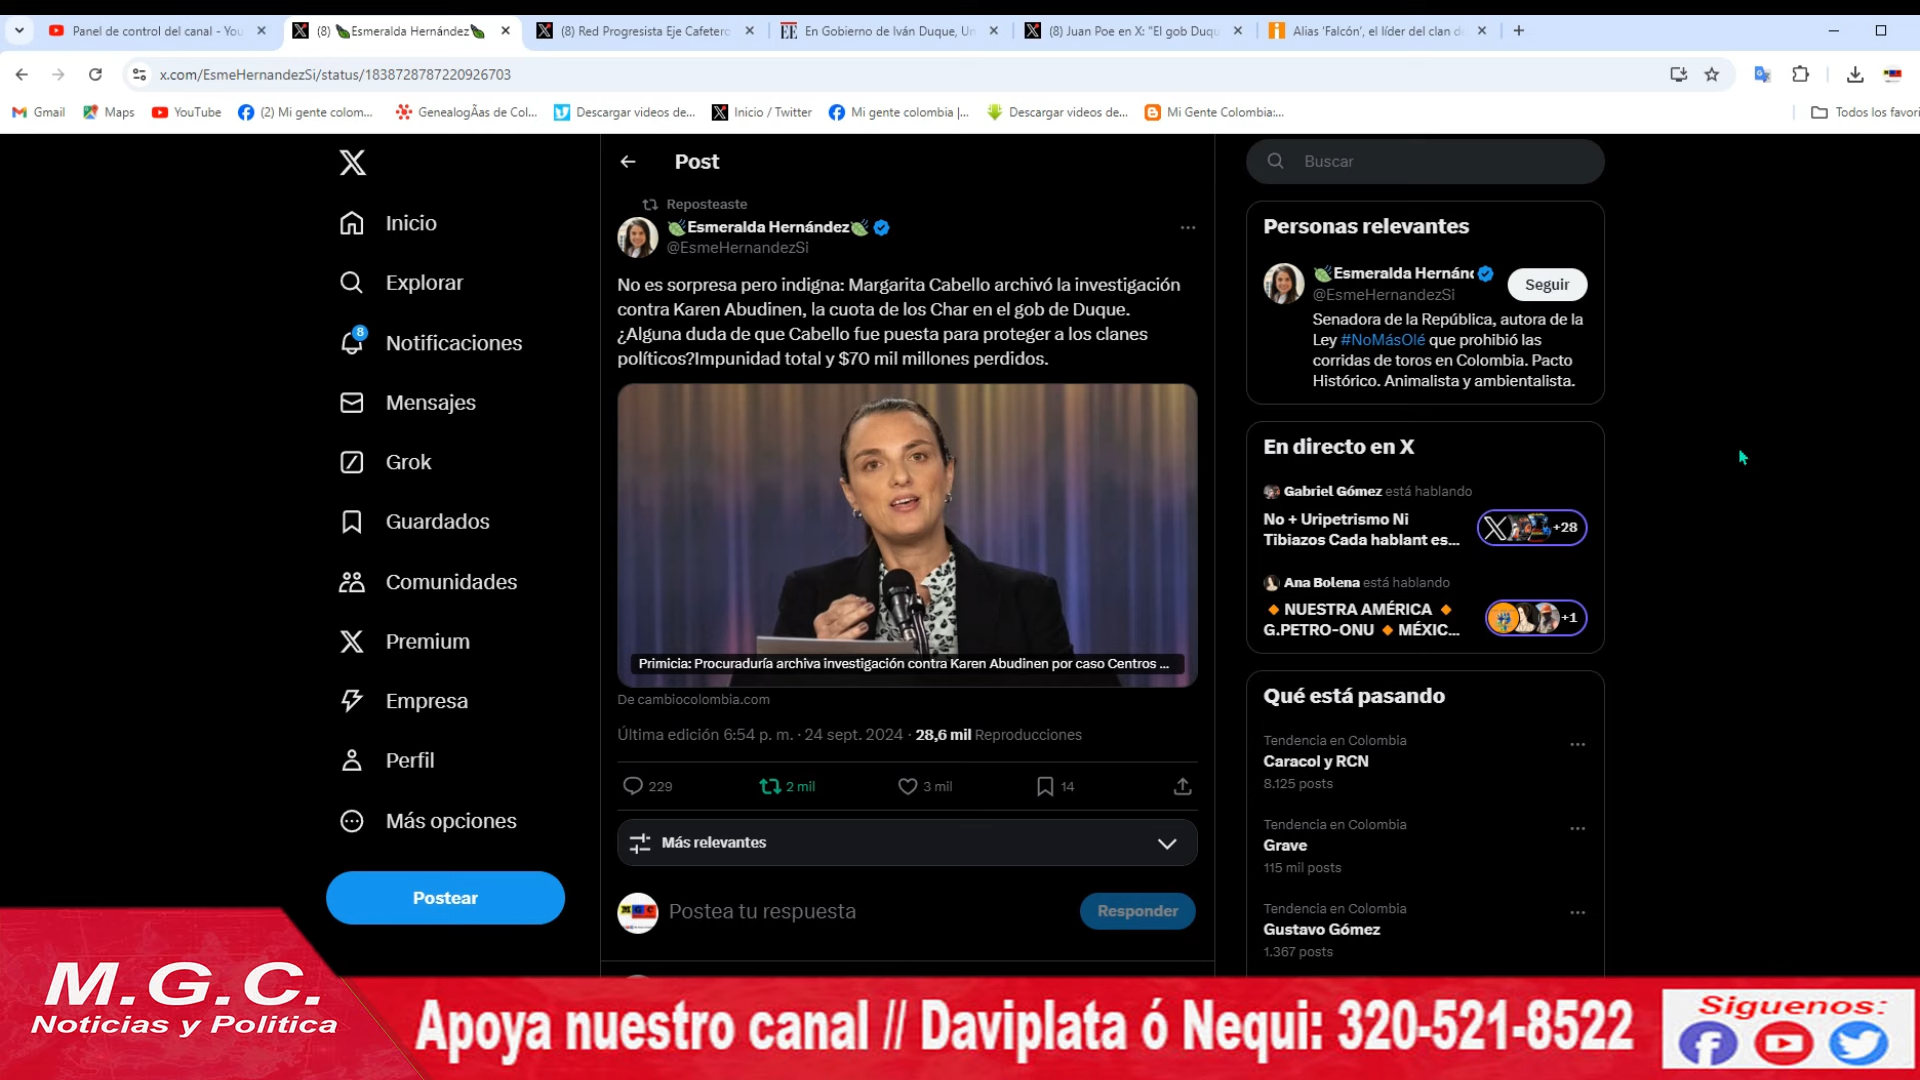 Panel de control del canal - You
(8) Esmeralda Hernández
(8) Red Progresista Eje Cafetero
En Gobierno de Iván Duque, Un
(8) Juan Poe en X: "El gob Duqu
Alias 'Falcón', el líder del clan d
x.com/EsmeHernandezSi/status/1838728787220926703
Gmail
Maps
YouTube
(2) Mi gente colom...
GenealogÃas de Col...
Descargar videos de...
Inicio / Twitter
Mi gente colombia |...
Descargar videos de...
Mi Gente Colombia:...
Todos los favori
Inicio
Explorar
8
Notificaciones
Mensajes
Grok
Guardados
Comunidades
Premium
Empresa
Perfil
Más opciones
Postear
Post
Reposteaste
Esmeralda Hernández
@EsmeHernandezSi
No es sorpresa pero indigna: Margarita Cabello archivó la investigación
contra Karen Abudinen, la cuota de los Char en el gob de Duque.
¿Alguna duda de que Cabello fue puesta para proteger a los clanes
políticos?Impunidad total y $70 mil millones perdidos.
Primicia: Procuraduría archiva investigación contra Karen Abudinen por caso Centros ...
De cambiocolombia.com
Última edición 6:54 p. m. · 24 sept. 2024 · 28,6 mil Reproducciones
229
2 mil
3 mil
14
Más relevantes
Postea tu respuesta
Responder
Buscar
Personas relevantes
Esmeralda Hernánd
@EsmeHernandezSi
Seguir
Senadora de la República, autora de la
Ley #NoMásOlé que prohibió las
corridas de toros en Colombia. Pacto
Histórico. Animalista y ambientalista.
En directo en X
Gabriel Gómez está hablando
No + Uripetrismo Ni
Tibiazos Cada hablant es...
+28
Ana Bolena está hablando
NUESTRA AMÉRICA
G.PETRO-ONU MÉXIC...
+1
Qué está pasando
Tendencia en Colombia
Caracol y RCN
8.125 posts
Tendencia en Colombia
Grave
115 mil posts
Tendencia en Colombia
Gustavo Gómez
1.367 posts
M.G.C.
Noticias y Politica
Apoya nuestro canal // Daviplata ó Nequi: 320-521-8522
Siguenos: